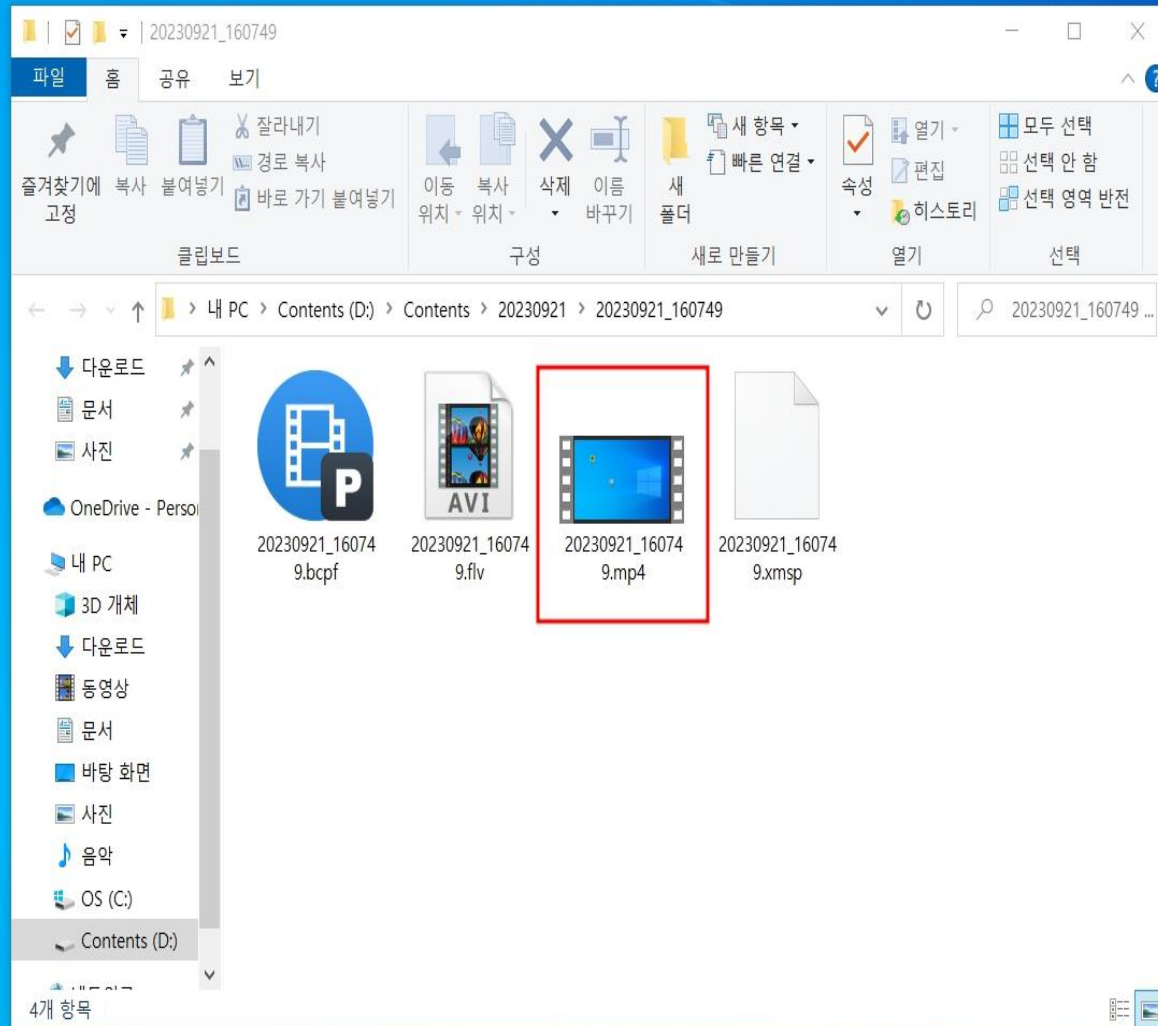 20230921_160749
파일 홈 공유 보기
잘라내기
경로 복사
바로 가기 붙여넣기
즐겨찾기에 고정
복사
붙여넣기
클립보드
이동 위치
복사 위치
삭제
이름 바꾸기
구성
새 폴더
새 항목
빠른 연결
새로 만들기
속성
열기
편집
히스토리
열기
모두 선택
선택 안 함
선택 영역 반전
선택
내 PC > Contents (D:) > Contents > 20230921 > 20230921_160749
20230921_160749 ...
다운로드
문서
사진
OneDrive - Person
내 PC
3D 개체
다운로드
동영상
문서
바탕 화면
사진
음악
OS (C:)
Contents (D:)
P
20230921_16074
9.bcpf
AVI
20230921_16074
9.flv
20230921_16074
9.mp4
20230921_16074
9.xmsp
4개 항목